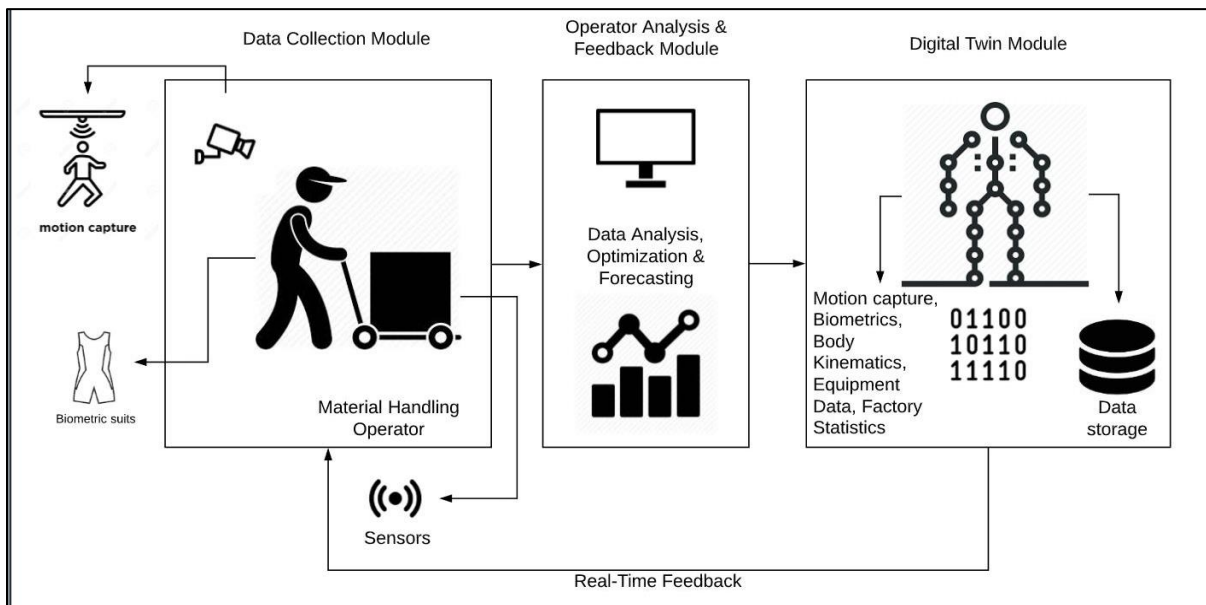 Data Collection Module
Operator Analysis &
Feedback Module
Digital Twin Module
motion capture
Biometric suits
Material Handling
Operator
Sensors
Data Analysis,
Optimization &
Forecasting
Motion capture,
Biometrics,
Body
Kinematics,
Equipment
Data, Factory
Statistics
01100
10110
11110
Data
storage
Real-Time Feedback